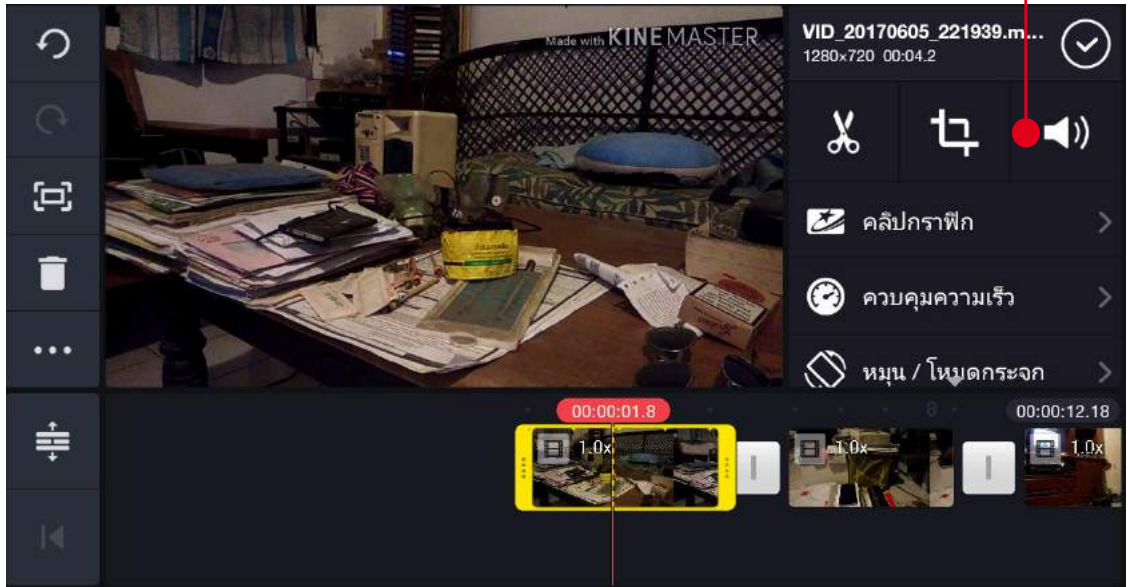 Made with KINEMASTER
VID_20170605_221939.m...
1280×720 00:04.2
คลิปกราฟิก
ควบคุมความเร็ว
หมุน / โหมดกระจก
00:00:01.8
8
00:00:12.18
1.0x
1.0x
1.0x